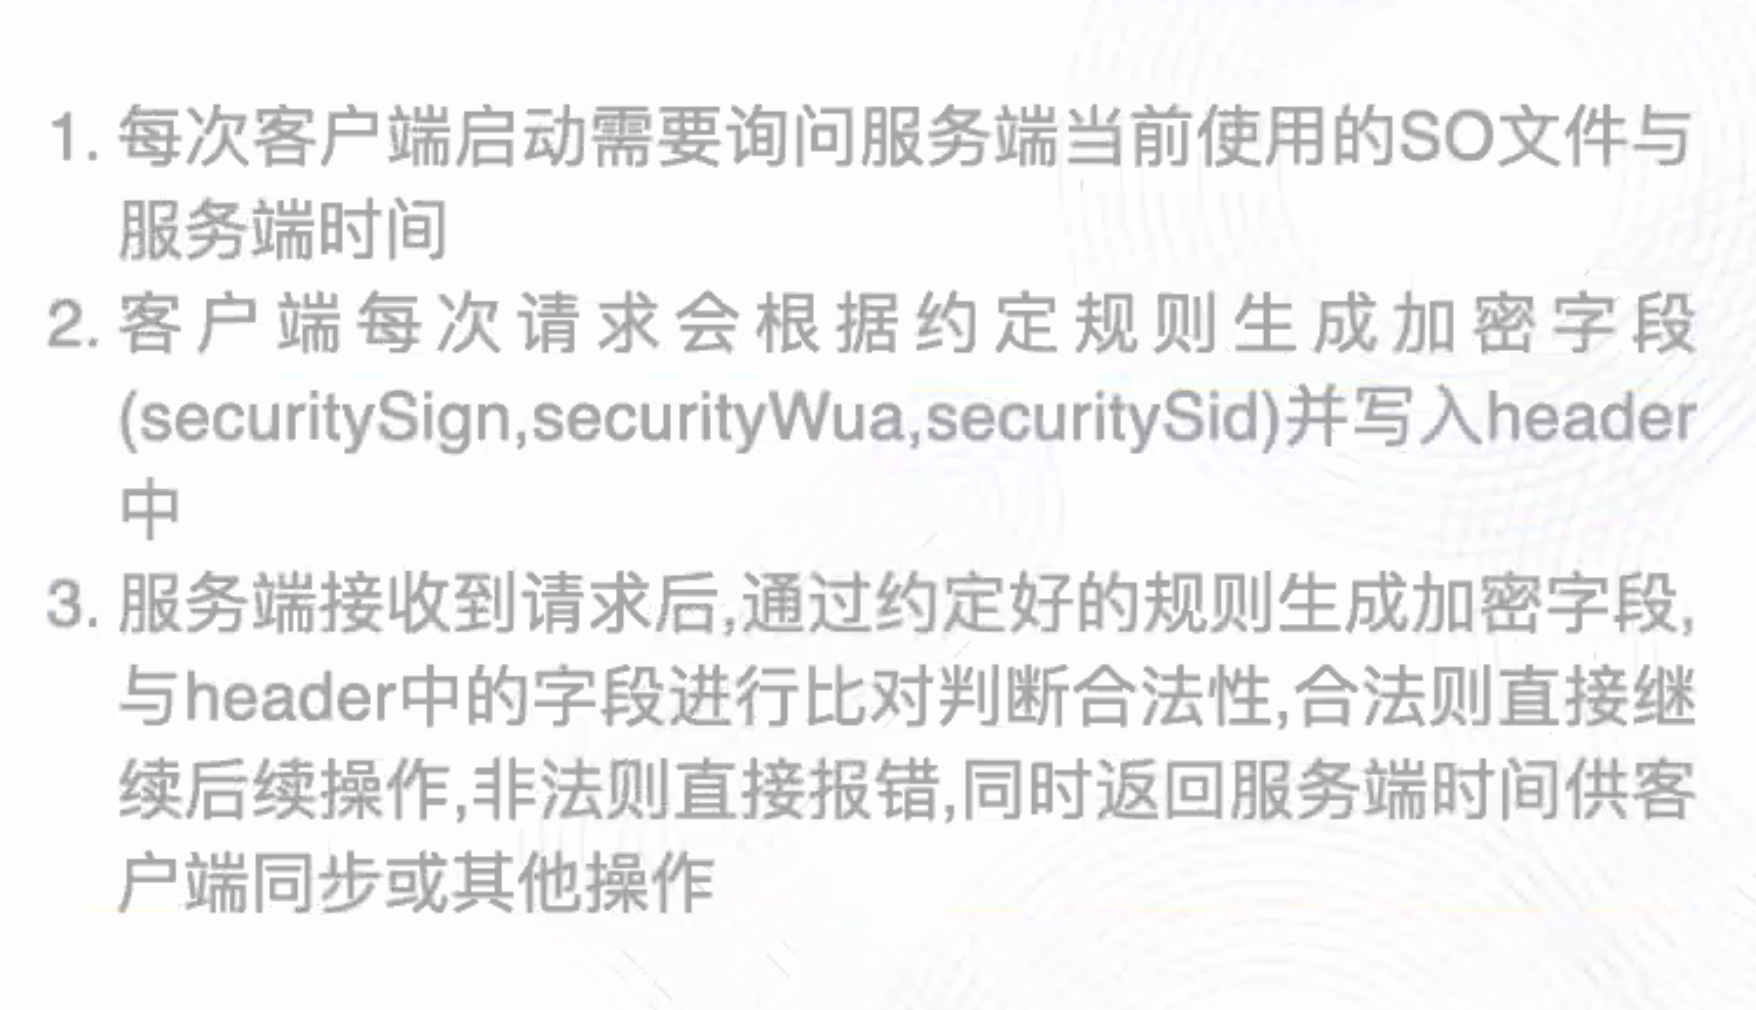 1. 每次客户端启动需要询问服务端当前使用的SO文件与
服务端时间
2. 客户端每次请求会根据约定规则生成加密字段
(securitySign,securityWua,securitySid)并写入header
中
3. 服务端接收到请求后,通过约定好的规则生成加密字段,
与header中的字段进行比对判断合法性,合法则直接继
续后续操作,非法则直接报错,同时返回服务端时间供客
户端同步或其他操作